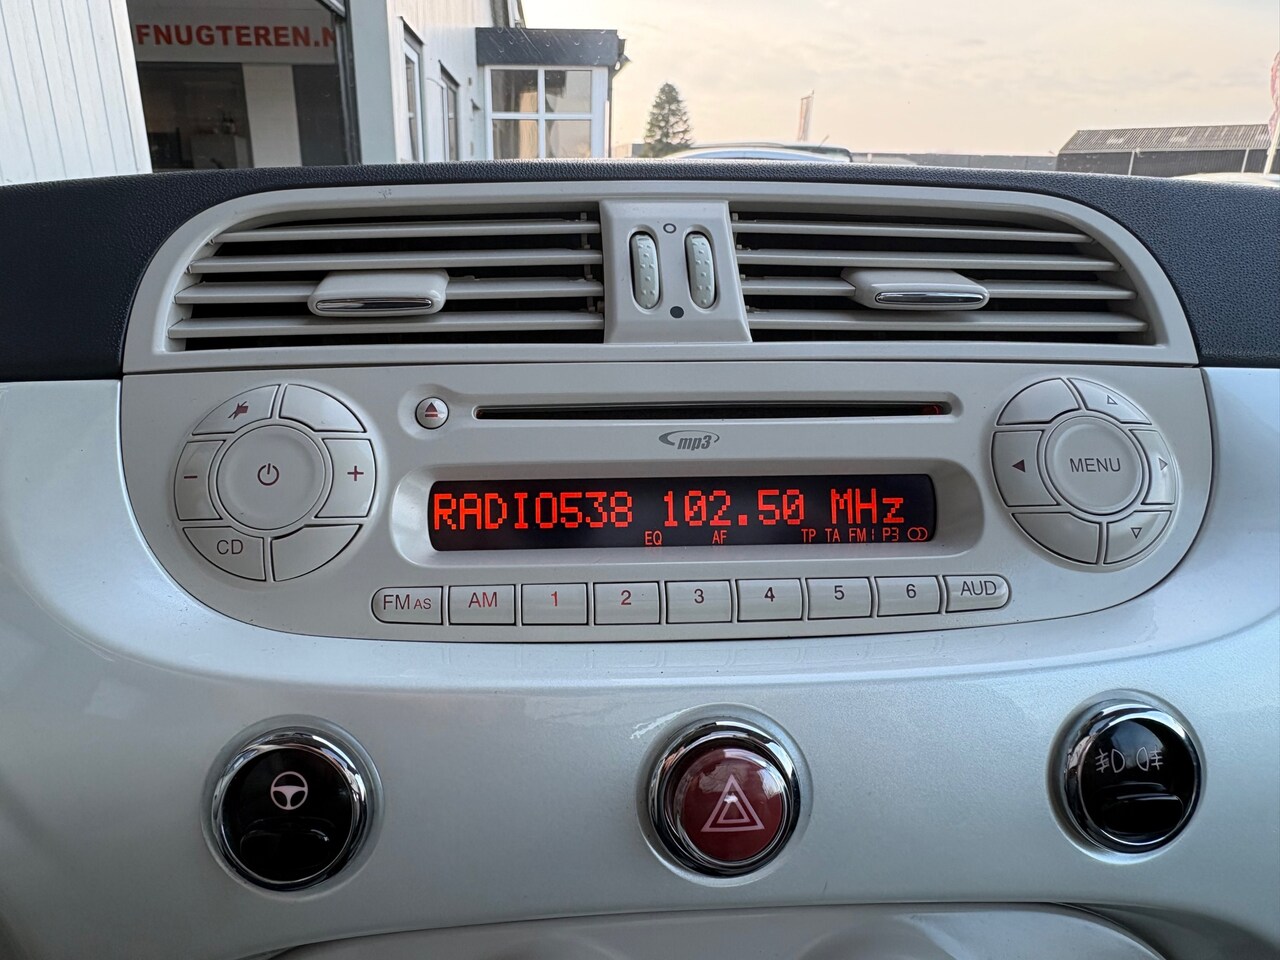 FNUGTEREN.N
mp3
RADIO538 102.50 MHz
EQ AF TP TA FM1 P3
- +
CD
MENU
FM AS AM 1 2 3 4 5 6 AUD